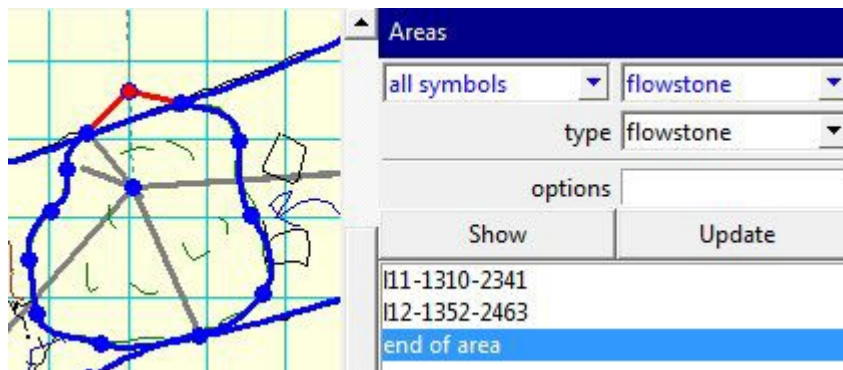 Areas
all symbols flowstone
type flowstone
options
Show Update
l11-1310-2341
l12-1352-2463
end of area